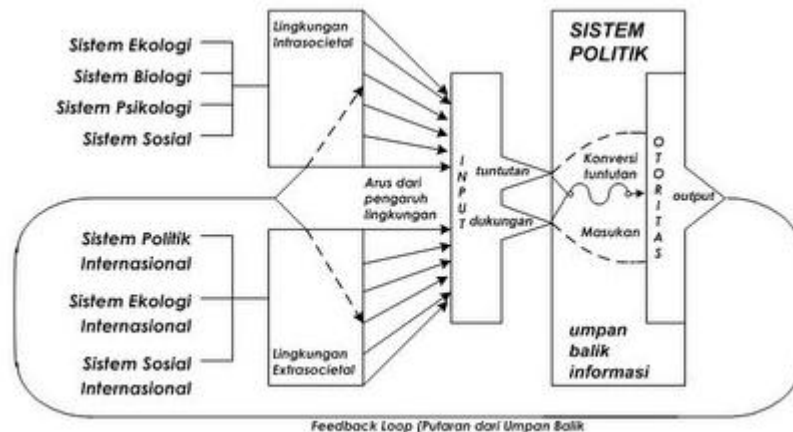 Sistem Ekologi
Sistem Biologi
Sistem Psikologi
Sistem Sosial
Lingkungan
Intrasocietal
Arus dari
pengaruh
lingkungan
Sistem Politik
Internasional
Sistem Ekologi
Internasional
Sistem Sosial
Internasional
Lingkungan
Extrasocietal
INPUT
tuntutan
dukungan
SISTEM
POLITIK
Konversi
tuntutan
Masukan
OTORITAS
output
umpan
balik
informasi
Feedback Loop (Putaran dari Umpan Balik